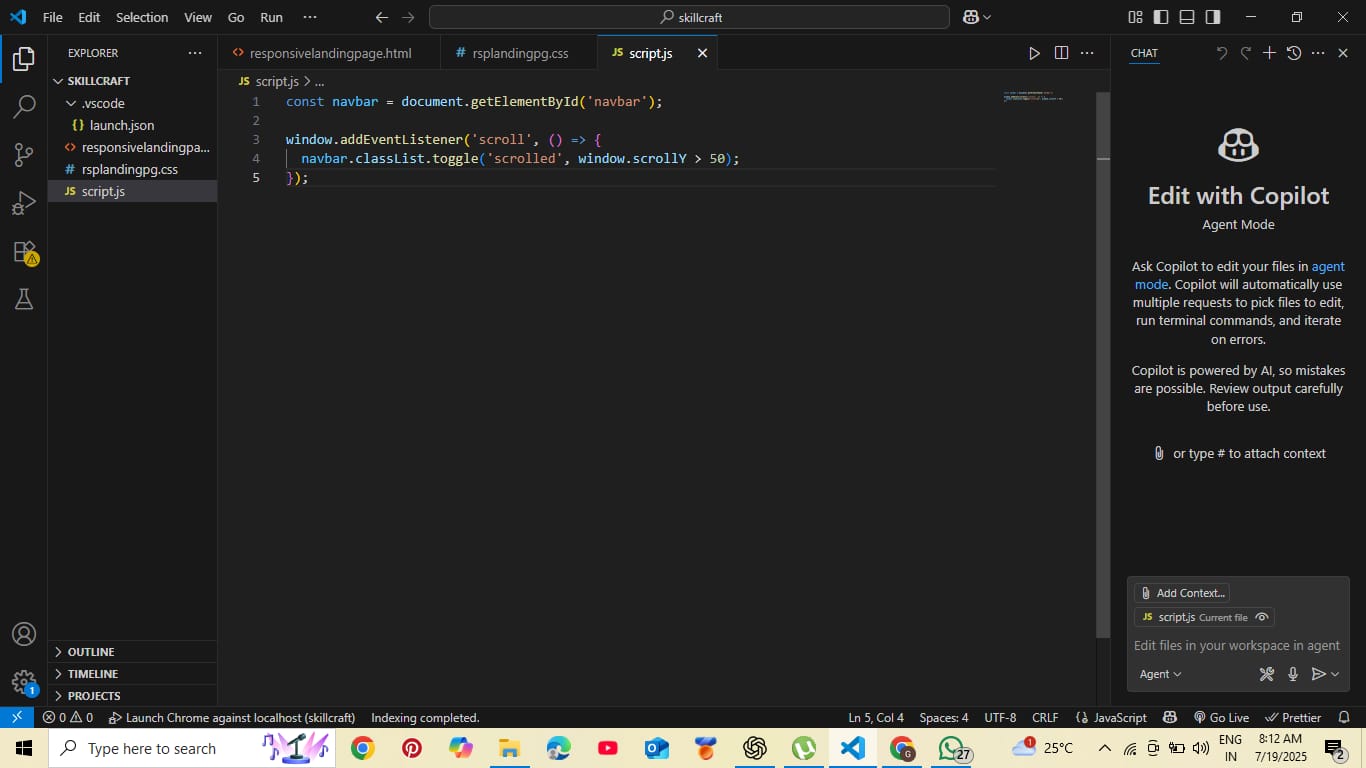 File Edit Selection View Go Run ··· skillcraft
EXPLORER ···
SKILLCRAFT
.vscode
{} launch.json
<> responsivelandingpa...
# rsplandingpg.css
JS script.js
OUTLINE
TIMELINE
PROJECTS
<> responsivelandingpage.html # rsplandingpg.css JS script.js ···
JS script.js > ...
1 const navbar = document.getElementById('navbar');
2
3 window.addEventListener('scroll', () => {
4 navbar.classList.toggle('scrolled', window.scrollY > 50);
5 });
CHAT ···
Edit with Copilot
Agent Mode
Ask Copilot to edit your files in agent
mode. Copilot will automatically use
multiple requests to pick files to edit,
run terminal commands, and iterate
on errors.
Copilot is powered by AI, so mistakes
are possible. Review output carefully
before use.
or type # to attach context
Add Context...
JS script.js Current file
Edit files in your workspace in agent
Agent
1
0 0 Launch Chrome against localhost (skillcraft) Indexing completed. Ln 5, Col 4 Spaces: 4 UTF-8 CRLF {} JavaScript Go Live Prettier
Type here to search
G
27
1
25°C
ENG
IN
8:12 AM
7/19/2025
2